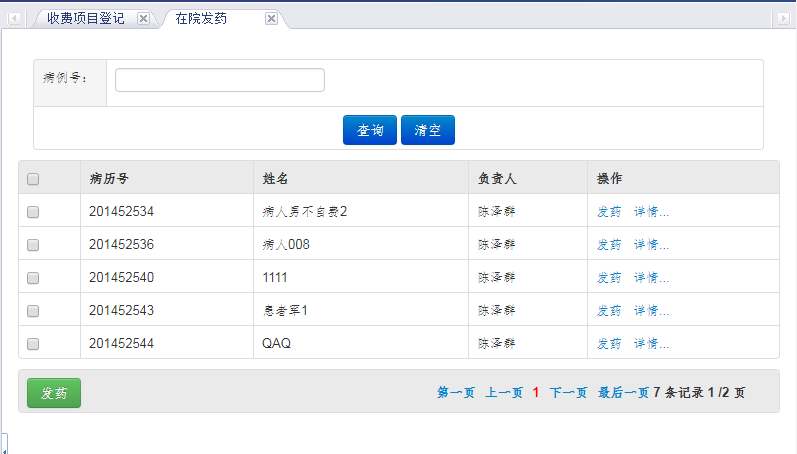 收费项目登记 在院发药
病例号:
查询 清空
病历号 姓名 负责人 操作
201452534 病人男不自费2 陈泽群 发药 详情...
201452536 病人008 陈泽群 发药 详情...
201452540 1111 陈泽群 发药 详情...
201452543 患者军1 陈泽群 发药 详情...
201452544 QAQ 陈泽群 发药 详情...
发药 第一页 上一页 1 下一页 最后一页 7 条记录 1 /2 页